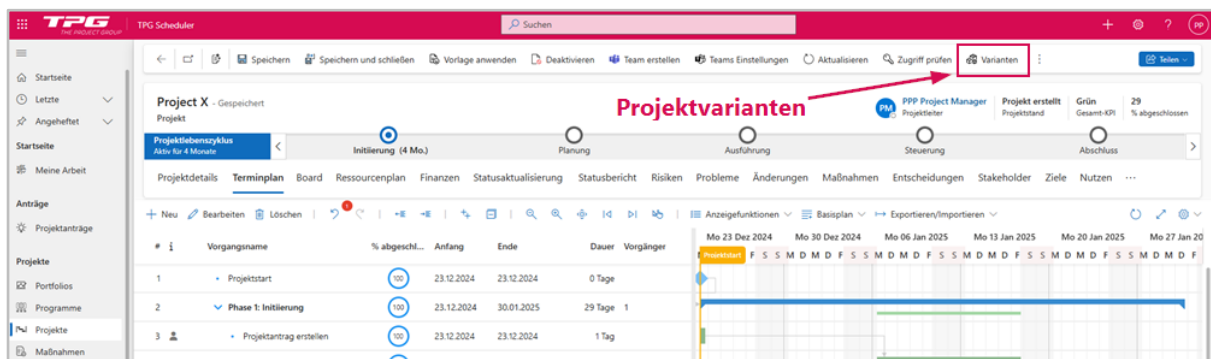 TPG
THE PROJECT GROUP
TPG Scheduler
Suchen
PP
Speichern
Speichern und schließen
Vorlage anwenden
Deaktivieren
Team erstellen
Teams Einstellungen
Aktualisieren
Zugriff prüfen
Varianten
Teilen
Startseite
Letzte
Angeheftet
Startseite
Meine Arbeit
Anträge
Projektanträge
Projekte
Portfolios
Programme
Projekte
Maßnahmen
Project X - Gespeichert
Projekt
Projektvarianten
PM
PPP Project Manager
Projektleiter
Projekt erstellt
Projektstand
Grün
Gesamt-KPI
29
% abgeschlossen
Projektlebenszyklus
Aktiv für 4 Monate
Initiierung (4 Mo.)
Planung
Ausführung
Steuerung
Abschluss
Projektdetails Terminplan Board Ressourcenplan Finanzen Statusaktualisierung Statusbericht Risiken Probleme Änderungen Maßnahmen Entscheidungen Stakeholder Ziele Nutzen ...
+ Neu Bearbeiten Löschen
1
Anzeigefunktionen Basisplan Exportieren/Importieren
# i Vorgangsname % abgeschl... Anfang Ende Dauer Vorgänger
Mo 23 Dez 2024 Mo 30 Dez 2024 Mo 06 Jan 2025 Mo 13 Jan 2025 Mo 20 Jan 2025 Mo 27 Jan 20
Projektstart F S S M D M D F S S M D M D F S S M D M D F S S M D M D F S S M D M D F
1 Projektstart 100 23.12.2024 23.12.2024 0 Tage
2 Phase 1: Initiierung 100 23.12.2024 30.01.2025 29 Tage 1
3 Projektantrag erstellen 100 23.12.2024 23.12.2024 1 Tag